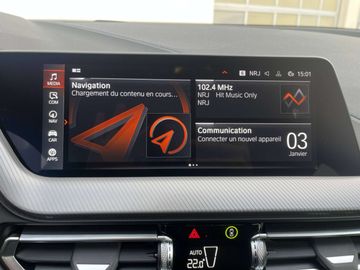 NRJ 15:01
MEDIA
COM
NAV
CAR
APPS
Navigation
Chargement du contenu en cours...
102.4 MHz
NRJ - Hit Music Only
NRJ
Communication
Connecter un nouvel appareil
03
Janvier
AUTO
22.0